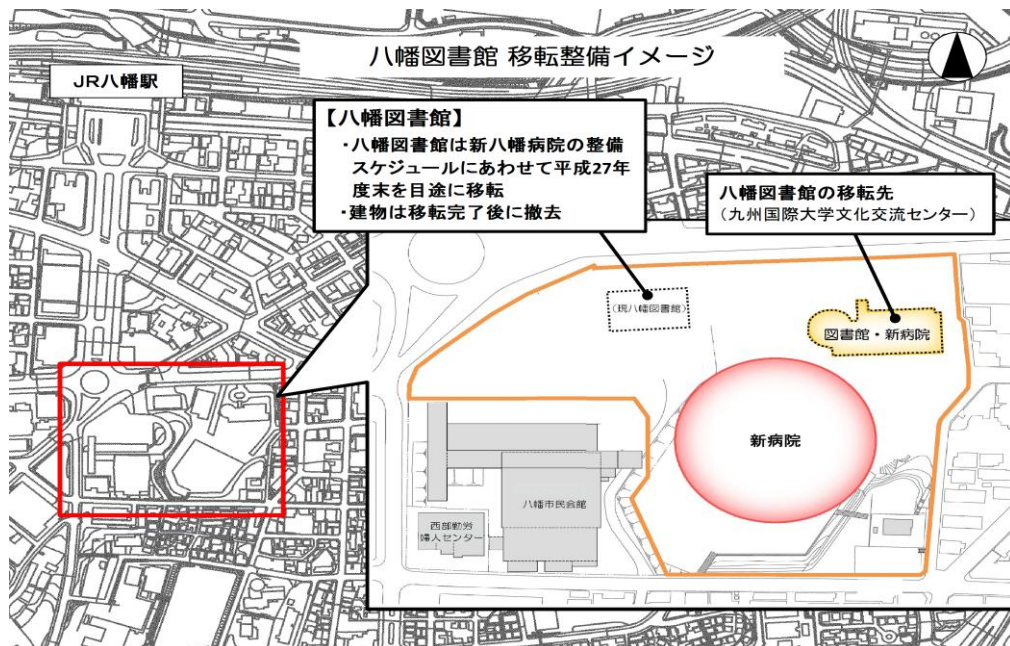 八幡図書館 移転整備イメージ
JR八幡駅
【八幡図書館】
・八幡図書館は新八幡病院の整備
スケジュールにあわせて平成27年
度末を目途に移転
・建物は移転完了後に撤去
八幡図書館の移転先
（九州国際大学文化交流センター）
（現八幡図書館）
図書館・新病院
新病院
八幡市民会館
西部勤労
婦人センター